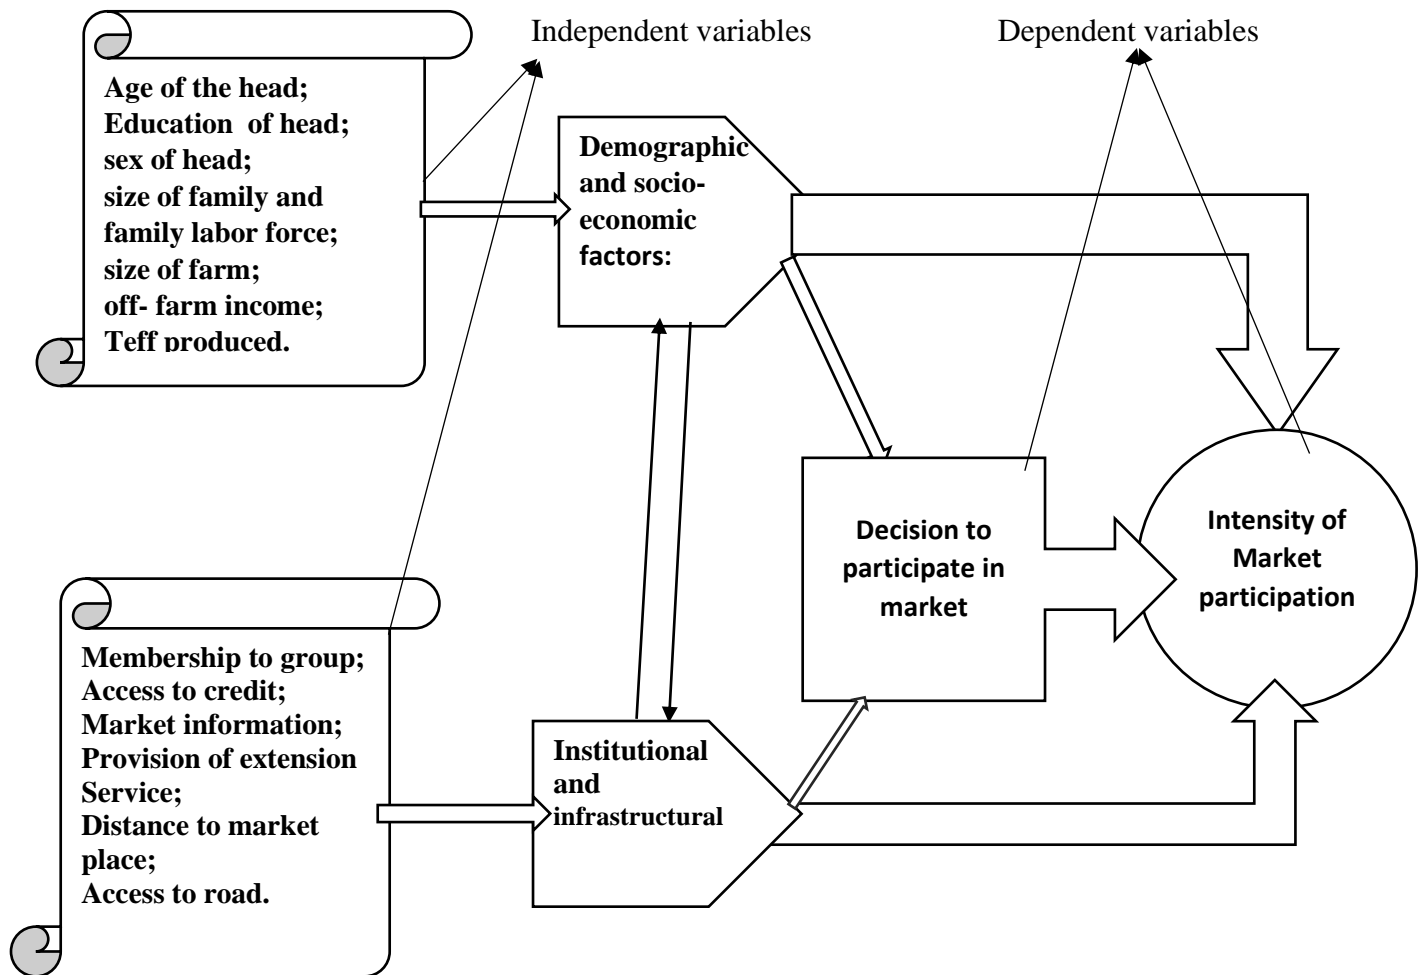 Independent variables
Dependent variables
Age of the head;
Education of head;
sex of head;
size of family and
family labor force;
size of farm;
off- farm income;
Teff produced.
Demographic
and socio-
economic
factors:
Decision to
participate in
market
Intensity of
Market
participation
Membership to group;
Access to credit;
Market information;
Provision of extension
Service;
Distance to market
place;
Access to road.
Institutional
and
infrastructural